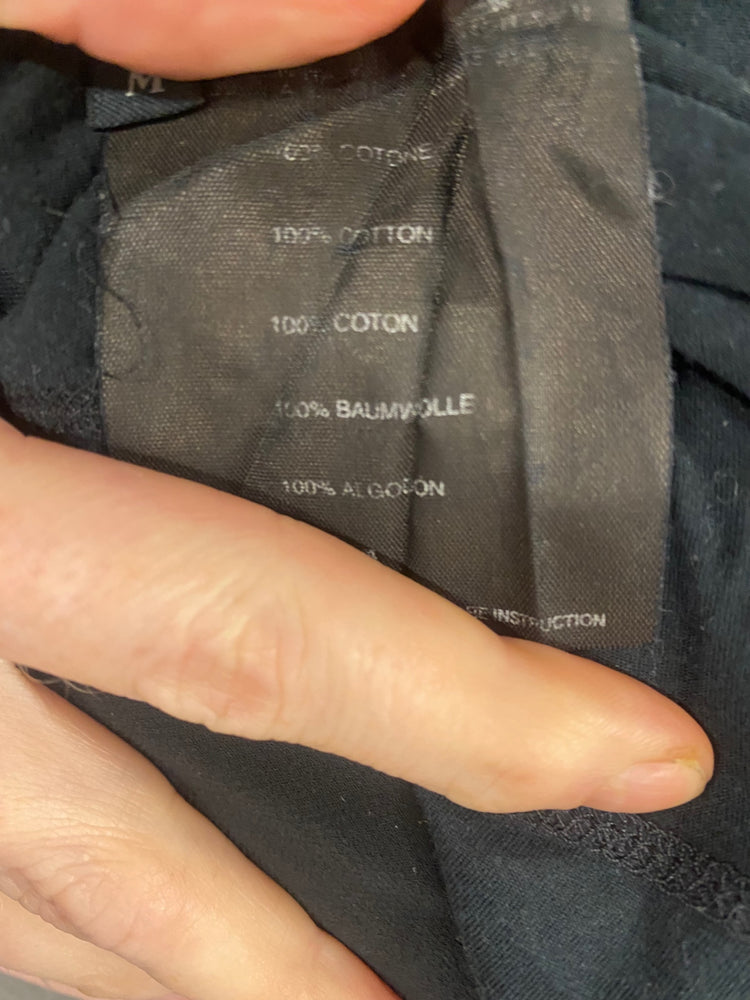 M
100% COTONE
100% COTTON
100% COTON
100% BAUMWOLLE
100% ALGODON
INSTRUCTION